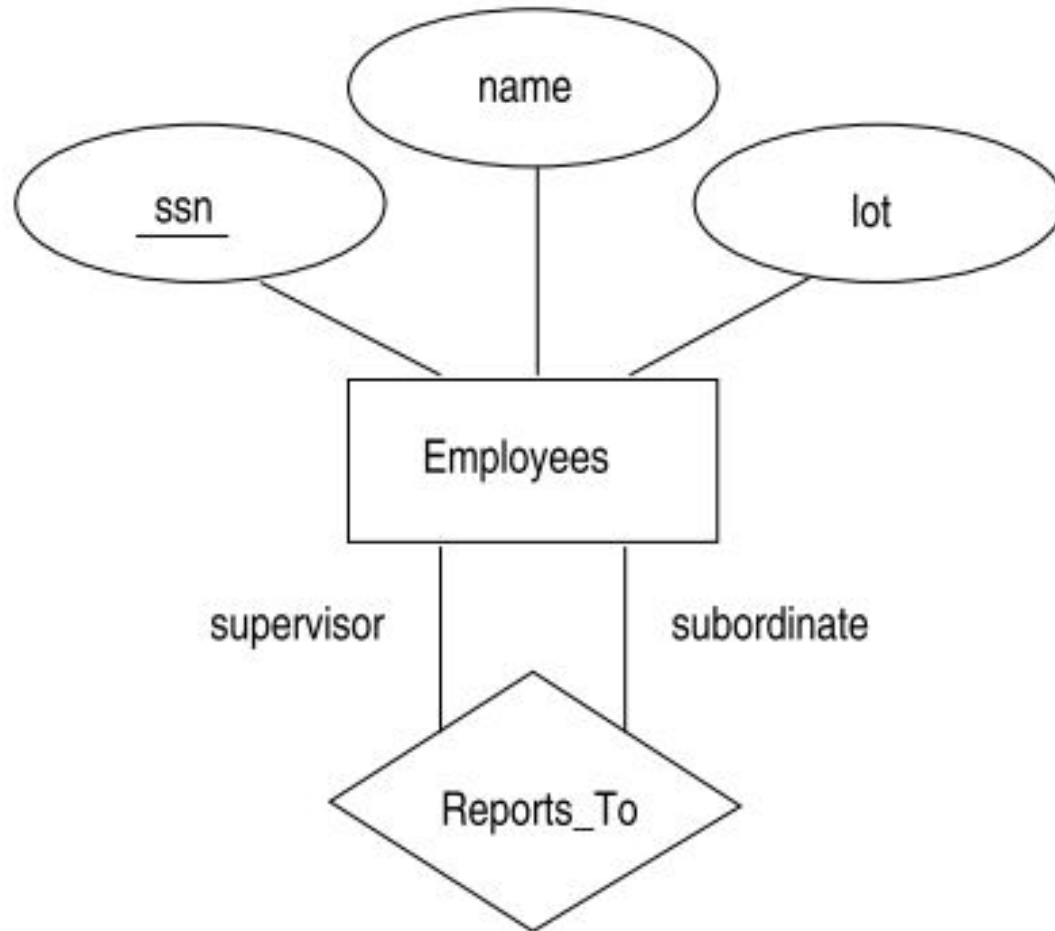 name
ssn
lot
Employees
supervisor
subordinate
Reports_To